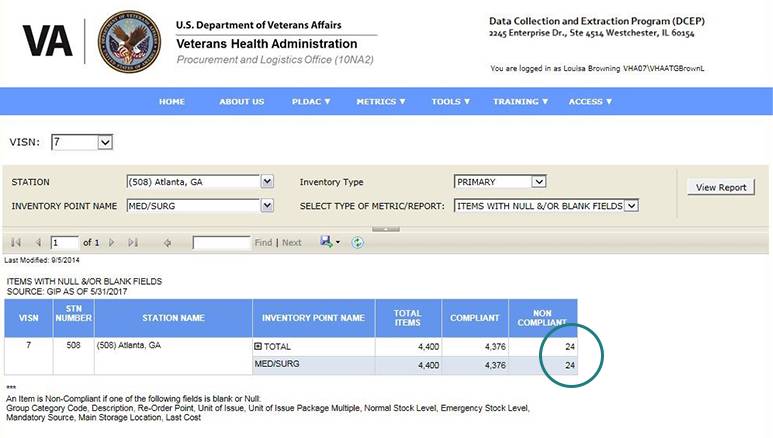 VA
U.S. Department of Veterans Affairs
Veterans Health Administration
Procurement and Logistics Office (10NA2)
Data Collection and Extraction Program (DCEP)
2245 Enterprise Dr., Ste 4514 Westchester, IL 60154
You are logged in as Louisa Browning VHA07\VHAATGBrownL
HOME ABOUT US PLDAC ▼ METRICS ▼ TOOLS ▼ TRAINING ▼ ACCESS ▼
VISN: 7
STATION (508) Atlanta, GA Inventory Type PRIMARY
View Report
INVENTORY POINT NAME MED/SURG SELECT TYPE OF METRIC/REPORT: ITEMS WITH NULL &/OR BLANK FIELDS
1 of 1 Find | Next
Last Modified: 9/5/2014
ITEMS WITH NULL &/OR BLANK FIELDS
SOURCE: GIP AS OF 5/31/2017
VISN STN NUMBER STATION NAME INVENTORY POINT NAME TOTAL ITEMS COMPLIANT NON COMPLIANT
7 508 (508) Atlanta, GA TOTAL 4,400 4,376 24
MED/SURG 4,400 4,376 24
***
An Item is Non-Compliant if one of the following fields is blank or Null:
Group Category Code, Description, Re-Order Point, Unit of Issue, Unit of Issue Package Multiple, Normal Stock Level, Emergency Stock Level,
Mandatory Source, Main Storage Location, Last Cost